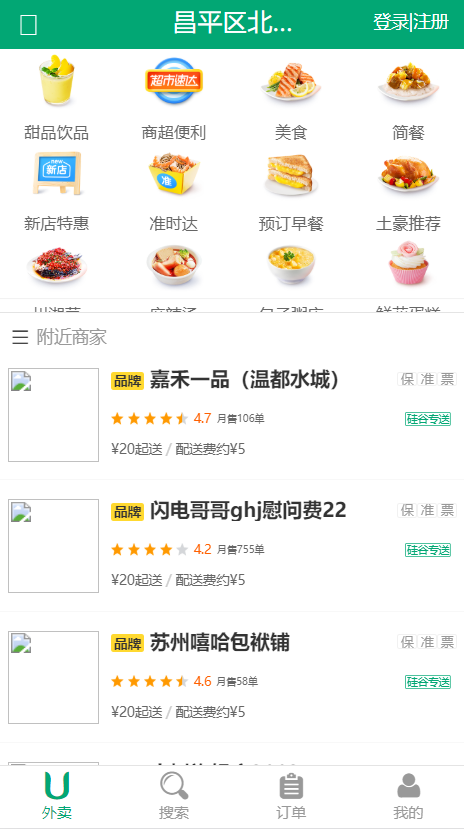 昌平区北... 登录|注册
超市速达
new
新店
准
甜品饮品 商超便利 美食 简餐
新店特惠 准时达 预订早餐 土豪推荐
附近商家
品牌 嘉禾一品（温都水城） 保 准 票
4.7 月售106单 硅谷专送
¥20起送 / 配送费约¥5
品牌 闪电哥哥ghj慰问费22 保 准 票
4.2 月售755单 硅谷专送
¥20起送 / 配送费约¥5
品牌 苏州嘻哈包袱铺 保 准 票
4.6 月售58单 硅谷专送
¥20起送 / 配送费约¥5
外卖 搜索 订单 我的